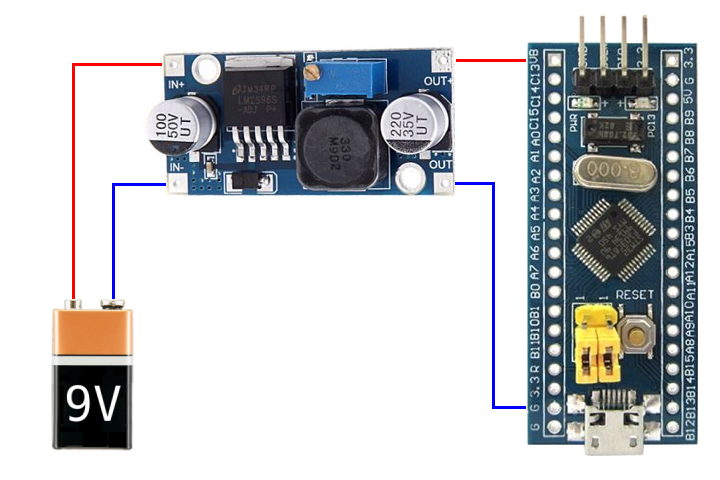 IN+
IN-
OUT+
OUT
100
50V
UT
LM2596S
-ADJ P+
330
220
35V
UT
9V
VB
C13
C14
C15
A0
A1
A2
A3
A4
A5
A6
A7
B0
B1
B10
B11
R
3.3
G
G
PWR
PC13
8.000
RESET
1
1
3.3
G
5V
B9
B8
B7
B6
B5
B4
B3
A15
A12
A11
A10
A9
A8
B15
B14
B13
B12